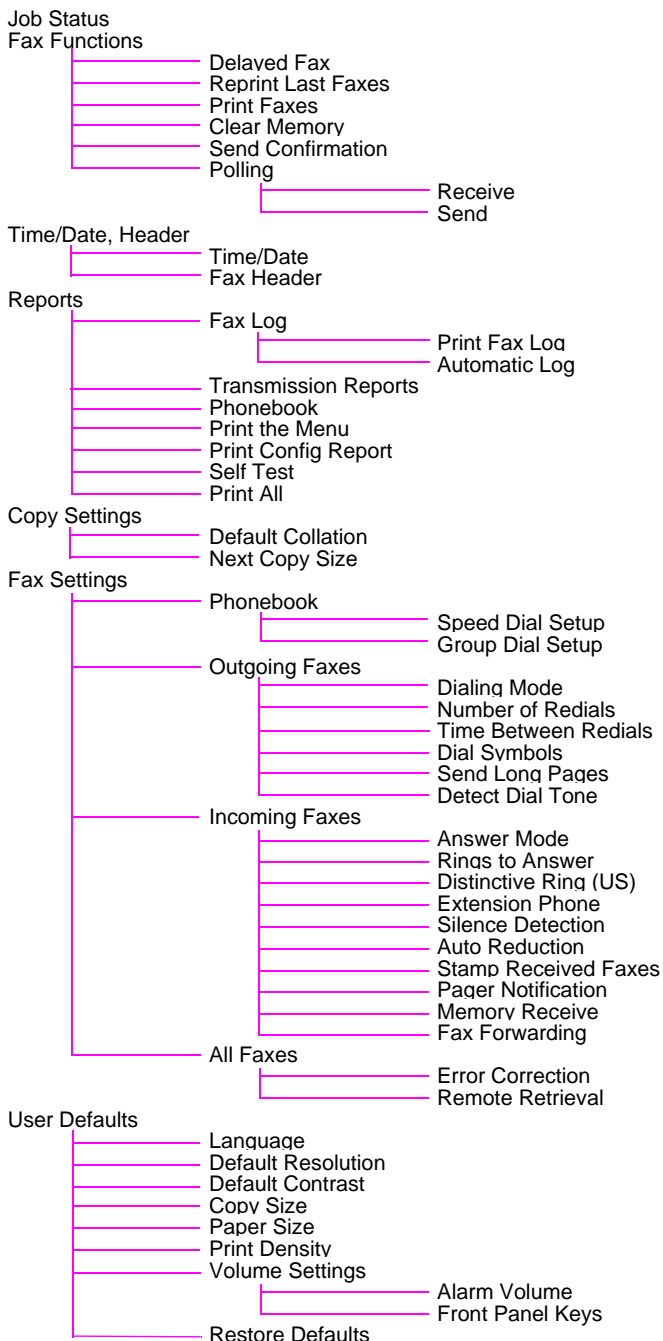 Job Status
Fax Functions
Delayed Fax
Reprint Last Faxes
Print Faxes
Clear Memory
Send Confirmation
Polling
Receive
Send
Time/Date, Header
Time/Date
Fax Header
Reports
Fax Log
Print Fax Log
Automatic Log
Transmission Reports
Phonebook
Print the Menu
Print Config Report
Self Test
Print All
Copy Settings
Default Collation
Next Copy Size
Fax Settings
Phonebook
Speed Dial Setup
Group Dial Setup
Outgoing Faxes
Dialing Mode
Number of Redials
Time Between Redials
Dial Symbols
Send Long Pages
Detect Dial Tone
Incoming Faxes
Answer Mode
Rings to Answer
Distinctive Ring (US)
Extension Phone
Silence Detection
Auto Reduction
Stamp Received Faxes
Pager Notification
Memory Receive
Fax Forwarding
All Faxes
Error Correction
Remote Retrieval
User Defaults
Language
Default Resolution
Default Contrast
Copy Size
Paper Size
Print Density
Volume Settings
Alarm Volume
Front Panel Keys
Restore Defaults